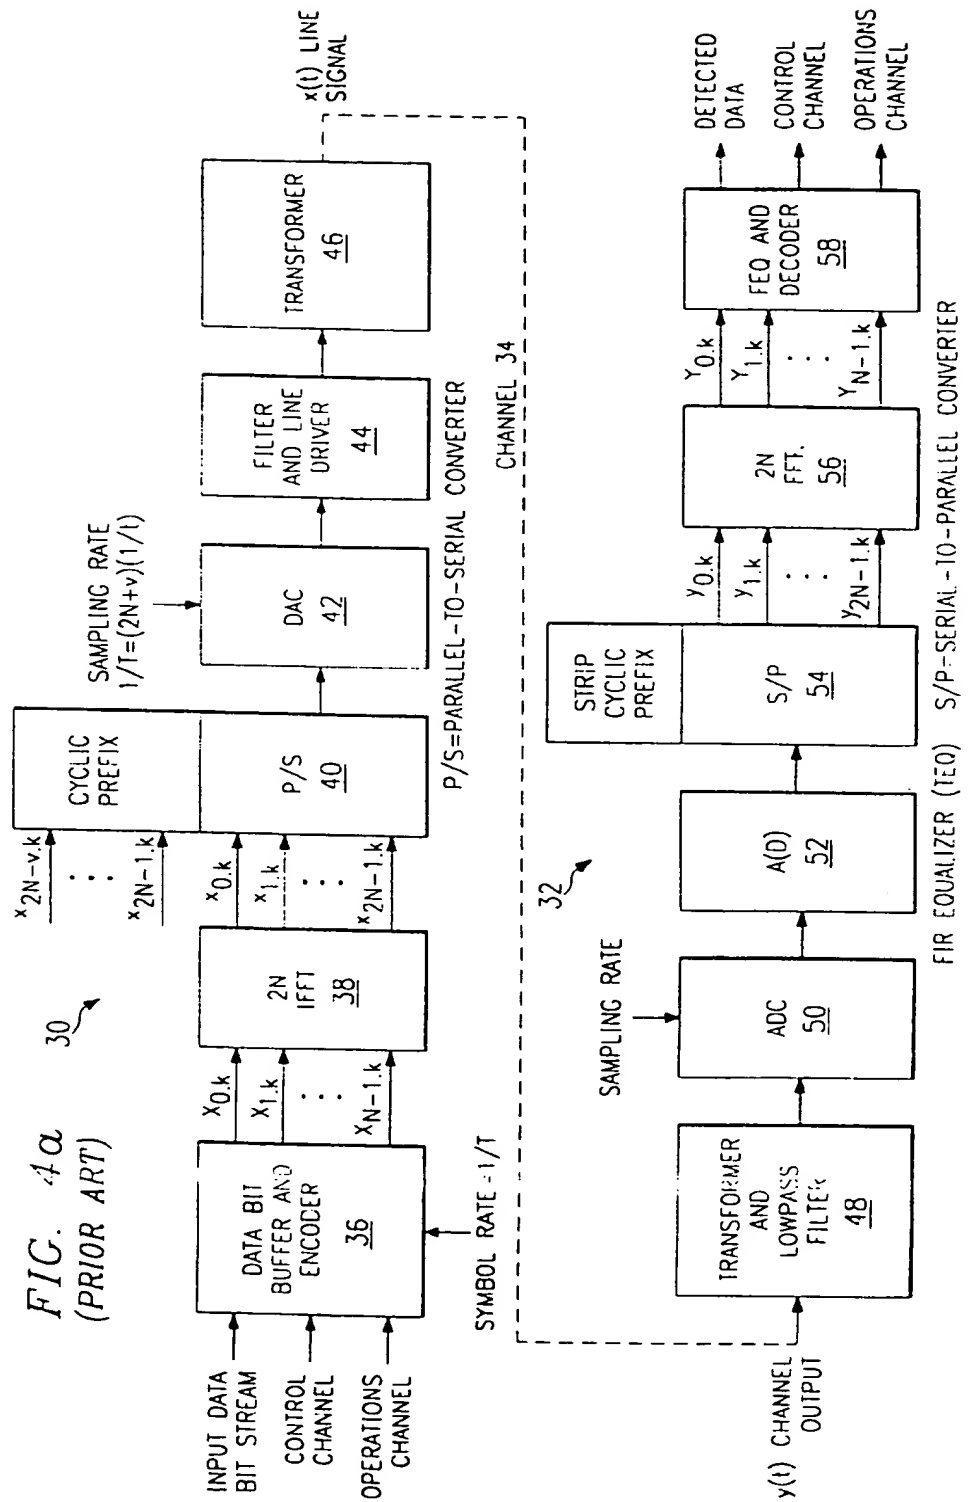 FIG. 4a
(PRIOR ART)
30
INPUT DATA
BIT STREAM
CONTROL
CHANNEL
OPERATIONS
CHANNEL
DATA BIT
BUFFER AND
ENCODER
36
SYMBOL RATE =1/T
X0.k
X1.k
XN-1.k
2N
IFFT
38
x2N-v.k
x2N-1.k
x0.k
x1.k
x2N-1.k
CYCLIC
PREFIX
P/S
40
P/S=PARALLEL-TO-SERIAL CONVERTER
SAMPLING RATE
1/T=(2N+v)(1/t)
DAC
42
FILTER
AND LINE
DRIVER
44
TRANSFORMER
46
x(t) LINE
SIGNAL
CHANNEL 34
32
y(t) CHANNEL
OUTPUT
TRANSFORMER
AND
LOWPASS
FILTER
48
SAMPLING RATE
ADC
50
A(D)
52
FIR EQUALIZER (TEQ)
STRIP
CYCLIC
PREFIX
S/P
54
S/P=SERIAL-TO-PARALLEL CONVERTER
y0.k
y1.k
y2N-1.k
2N
FFT.
56
Y0.k
Y1.k
YN-1.k
FEQ AND
DECODER
58
DETECTED
DATA
CONTROL
CHANNEL
OPERATIONS
CHANNEL